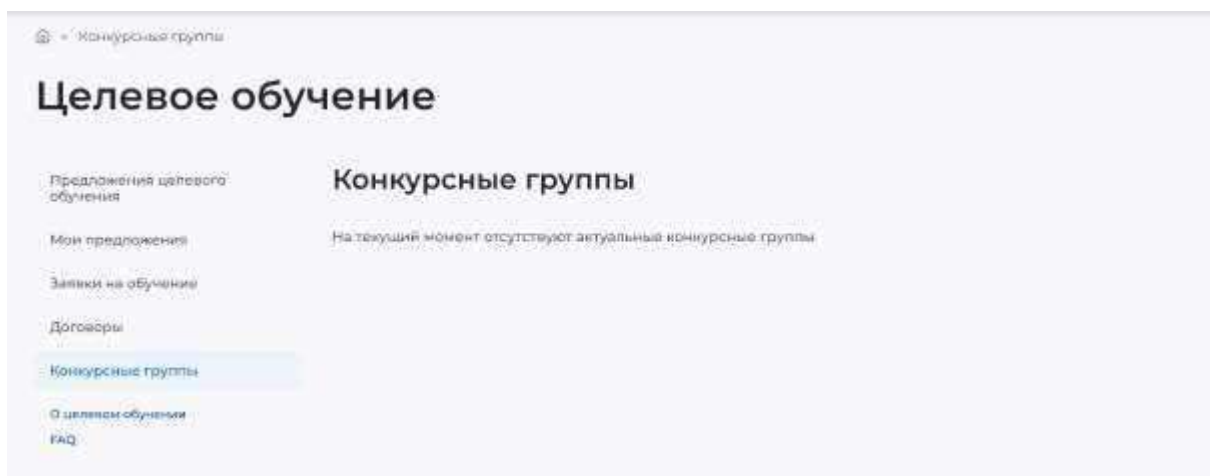 Конкурсные группы
Целевое обучение
Предложения целевого
обучения
Мои предложения
Заявки на обучение
Договоры
Конкурсные группы
О целевом обучении
FAQ
Конкурсные группы
На текущий момент отсутствуют актуальные конкурсные группы